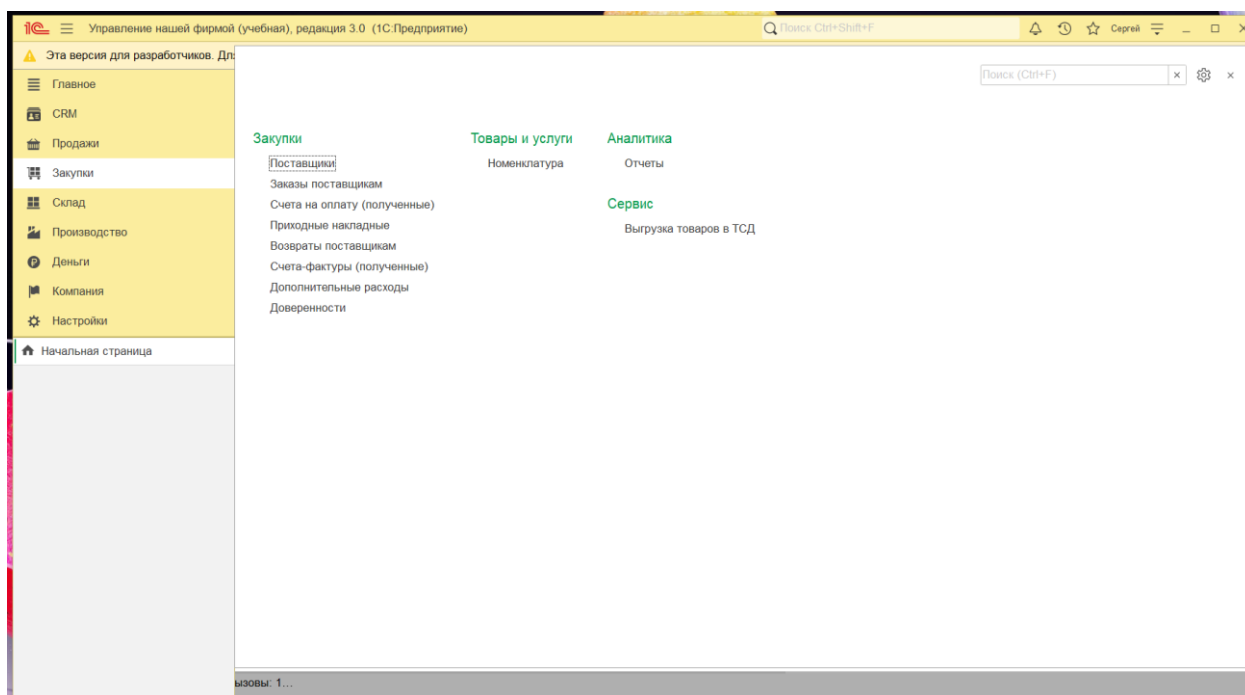 1С Управление нашей фирмой (учебная), редакция 3.0 (1С:Предприятие) Поиск Ctrl+Shift+F Сергей
Эта версия для разработчиков.
Поиск (Ctrl+F)
Главное
CRM
Продажи
Закупки
Склад
Производство
Деньги
Компания
Настройки
Начальная страница
Закупки
Поставщики
Заказы поставщикам
Счета на оплату (полученные)
Приходные накладные
Возвраты поставщикам
Счета-фактуры (полученные)
Дополнительные расходы
Доверенности
Товары и услуги
Номенклатура
Аналитика
Отчеты
Сервис
Выгрузка товаров в ТСД
ызовы: 1...